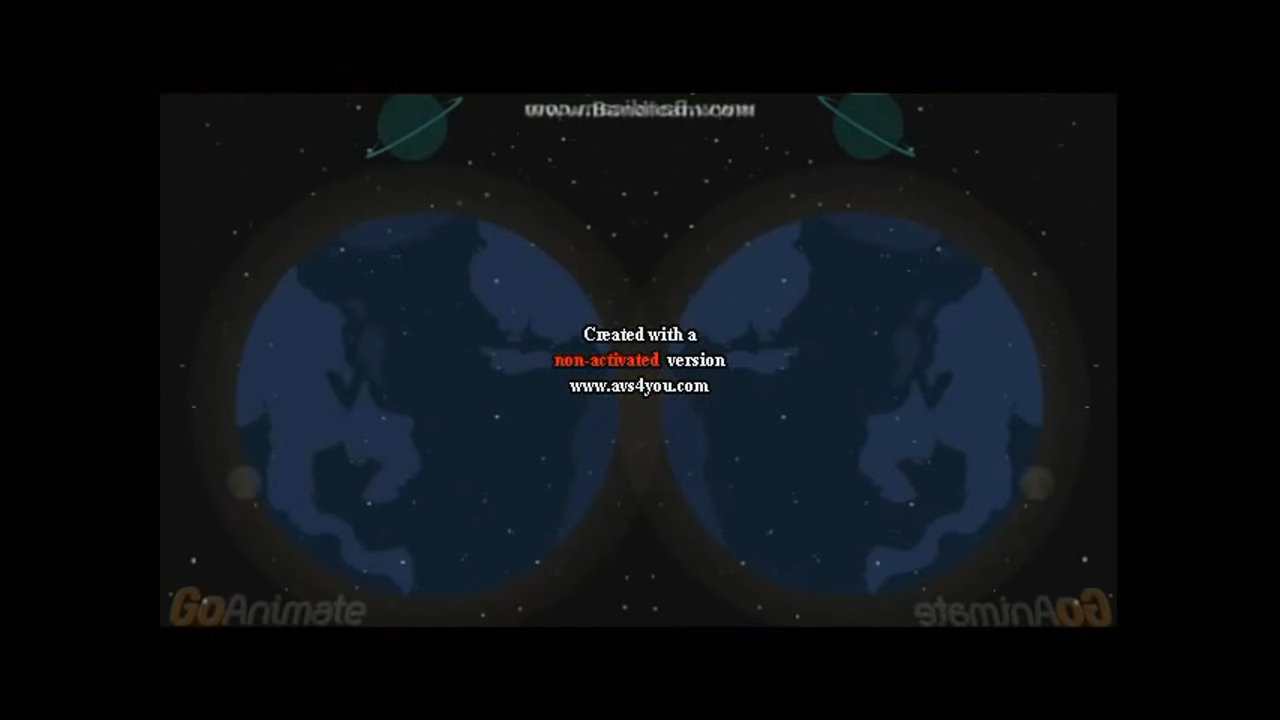 Created with a
non-activated version
www.avs4you.com
GoAnimate
GoAnimate